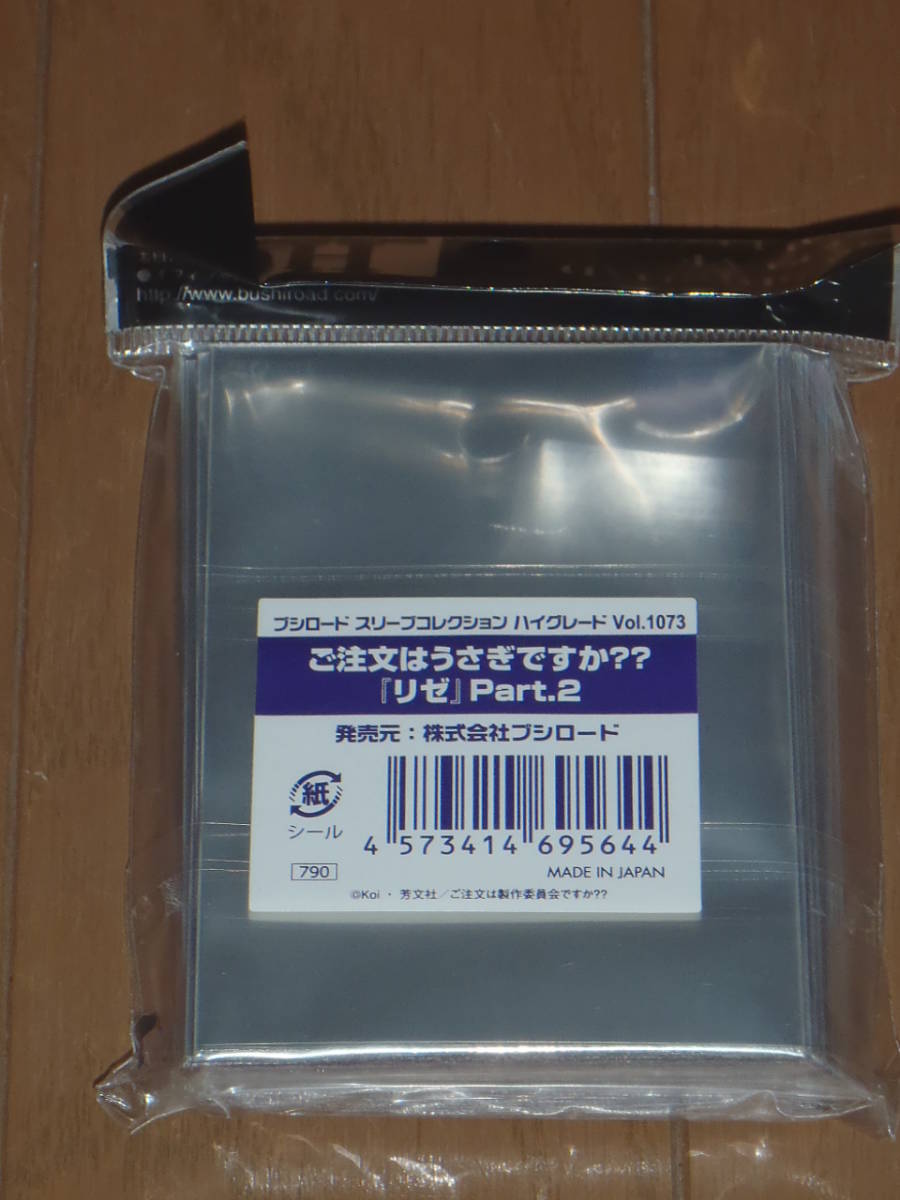 http://www.bushiroad.com/
ブシロード スリーブコレクション ハイグレード Vol.1073
ご注文はうさぎですか??
『リゼ』Part.2
発売元：株式会社ブシロード
紙
シール
4 573414 695644
790
MADE IN JAPAN
©Koi・芳文社／ご注文は製作委員会ですか??